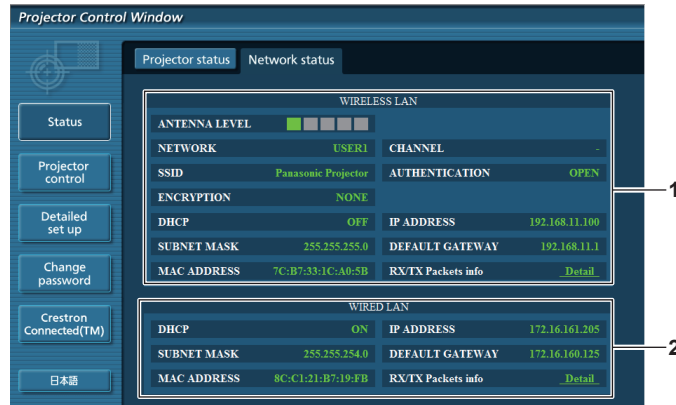 Projector Control Window
Projector status
Network status
Status
Projector
control
Detailed
set up
Change
password
Crestron
Connected(TM)
日本語
WIRELESS LAN
ANTENNA LEVEL
NETWORK USER1 CHANNEL -
SSID Panasonic Projector AUTHENTICATION OPEN
ENCRYPTION NONE
DHCP OFF IP ADDRESS 192.168.11.100
SUBNET MASK 255.255.255.0 DEFAULT GATEWAY 192.168.11.1
MAC ADDRESS 7C:B7:33:1C:A0:5B RX/TX Packets info Detail
1
WIRED LAN
DHCP ON IP ADDRESS 172.16.161.205
SUBNET MASK 255.255.254.0 DEFAULT GATEWAY 172.16.160.125
MAC ADDRESS 8C:C1:21:B7:19:FB RX/TX Packets info Detail
2